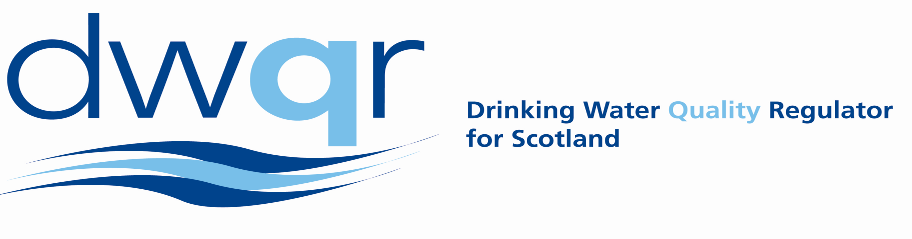 dwqr
Drinking Water Quality Regulator
for Scotland